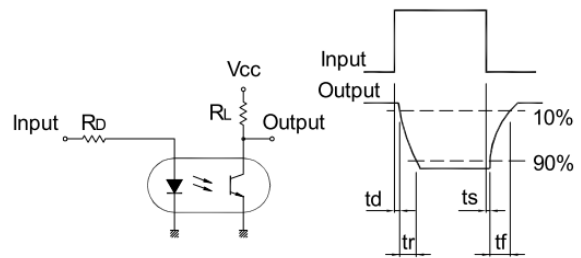 Vcc
RL
Input
RD
Output
Input
Output
10%
90%
td
ts
tr
tf